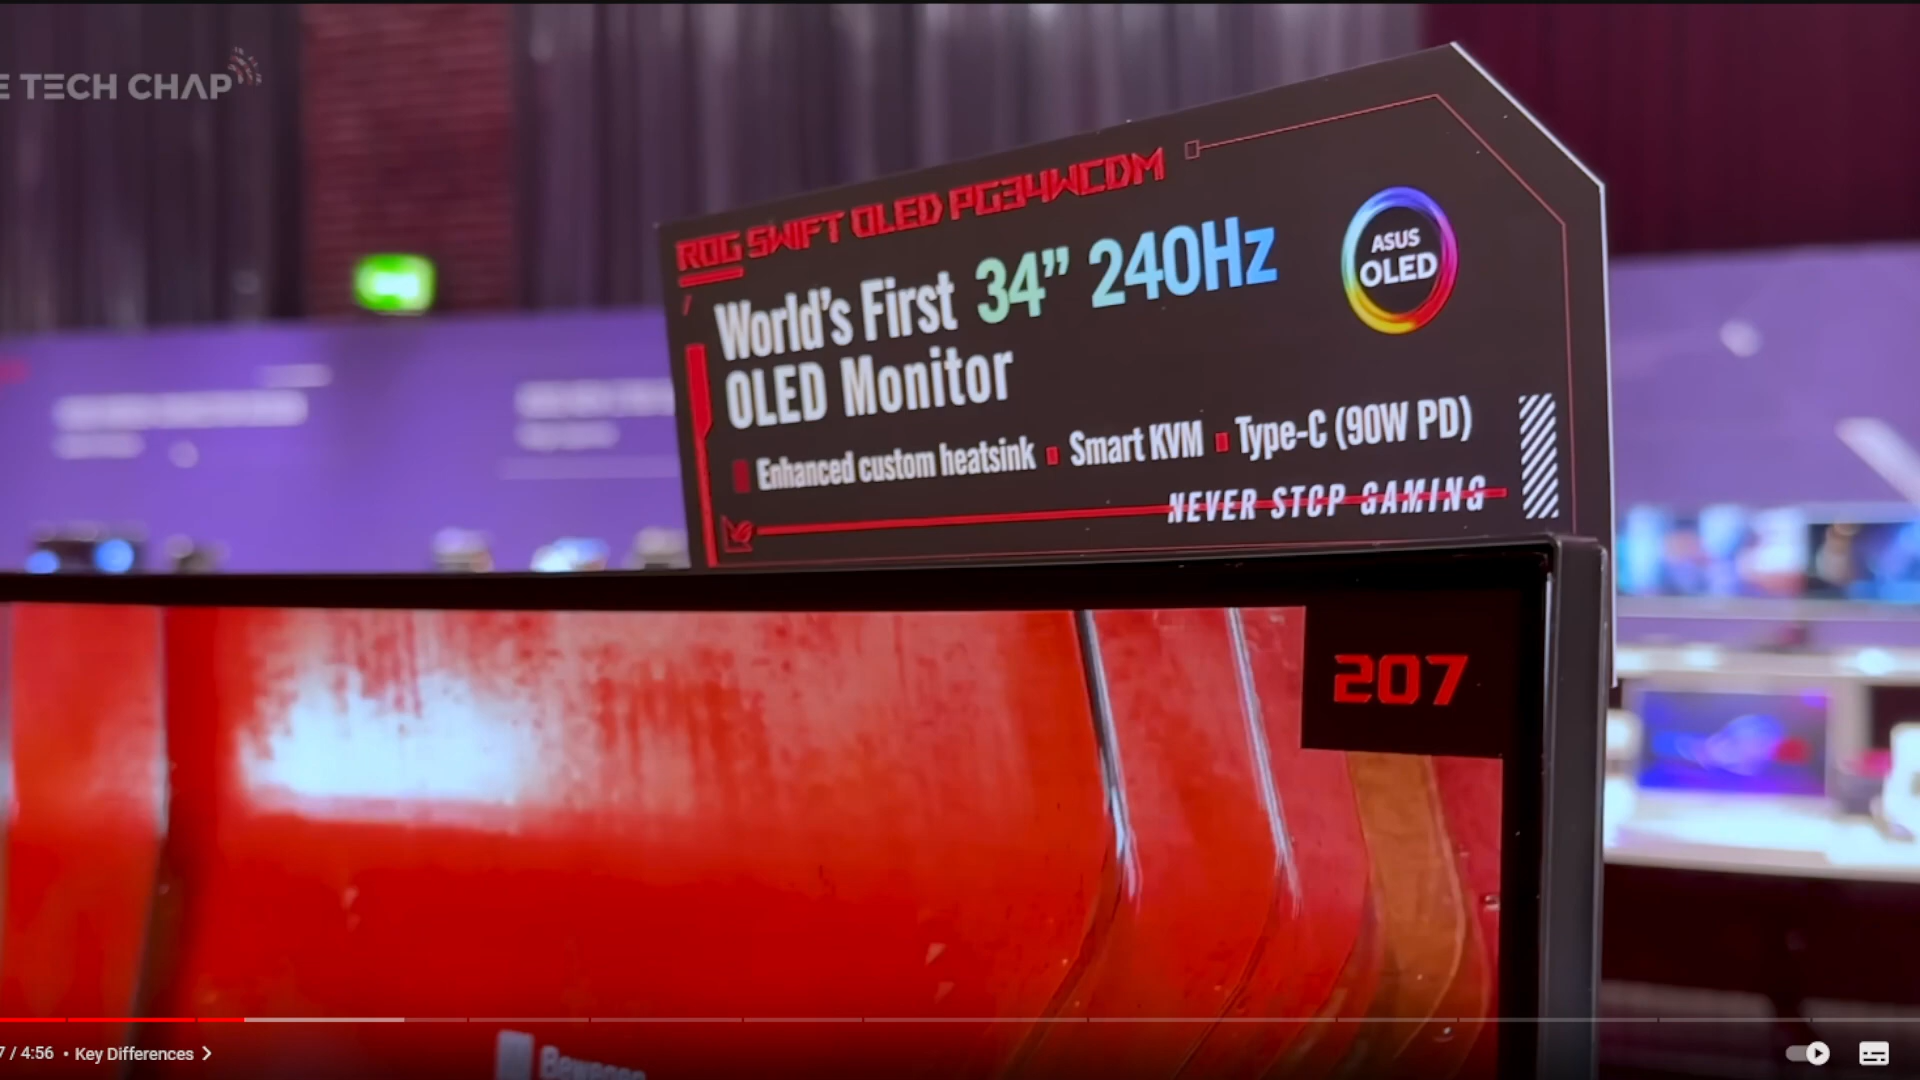 E TECH CHAP
ROG SWIFT OLED PG34WCDM
World's First 34" 240Hz
OLED Monitor
ASUS
OLED
Enhanced custom heatsink ▪ Smart KVM ▪ Type-C (90W PD)
NEVER STOP GAMING
207
7 / 4:56 • Key Differences